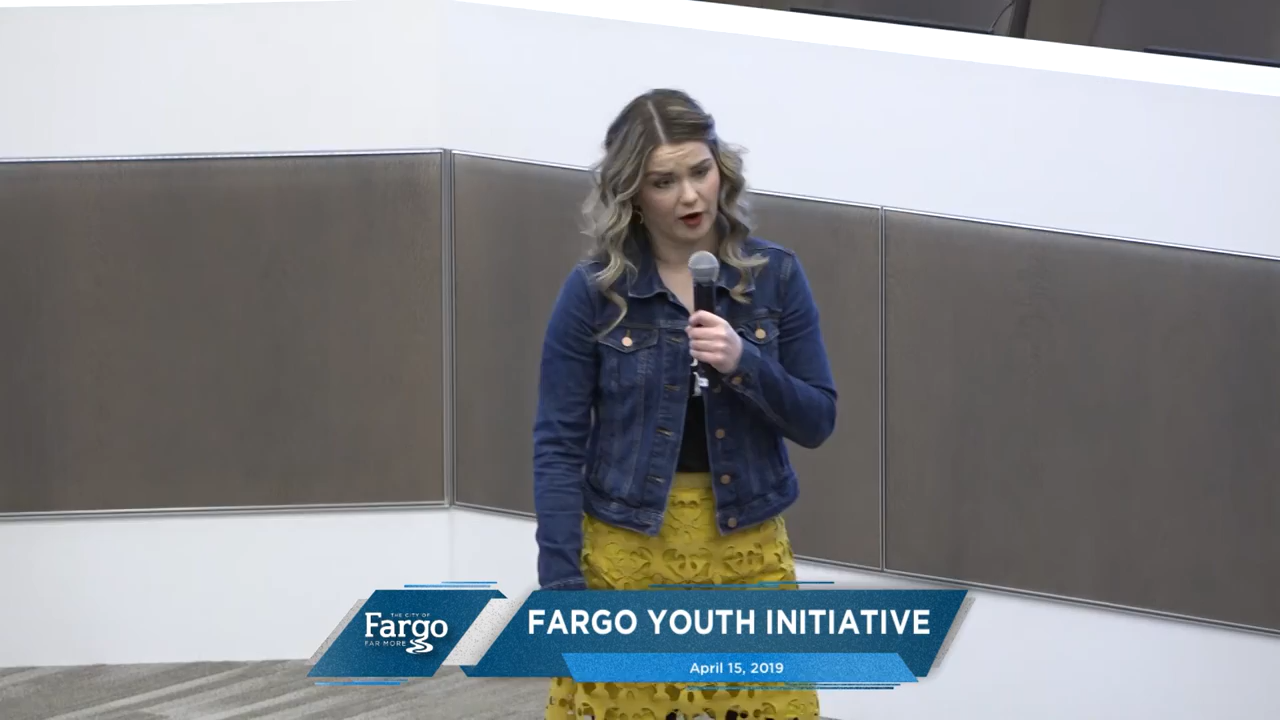 THE CITY OF
Fargo
FAR MORE
FARGO YOUTH INITIATIVE
April 15, 2019